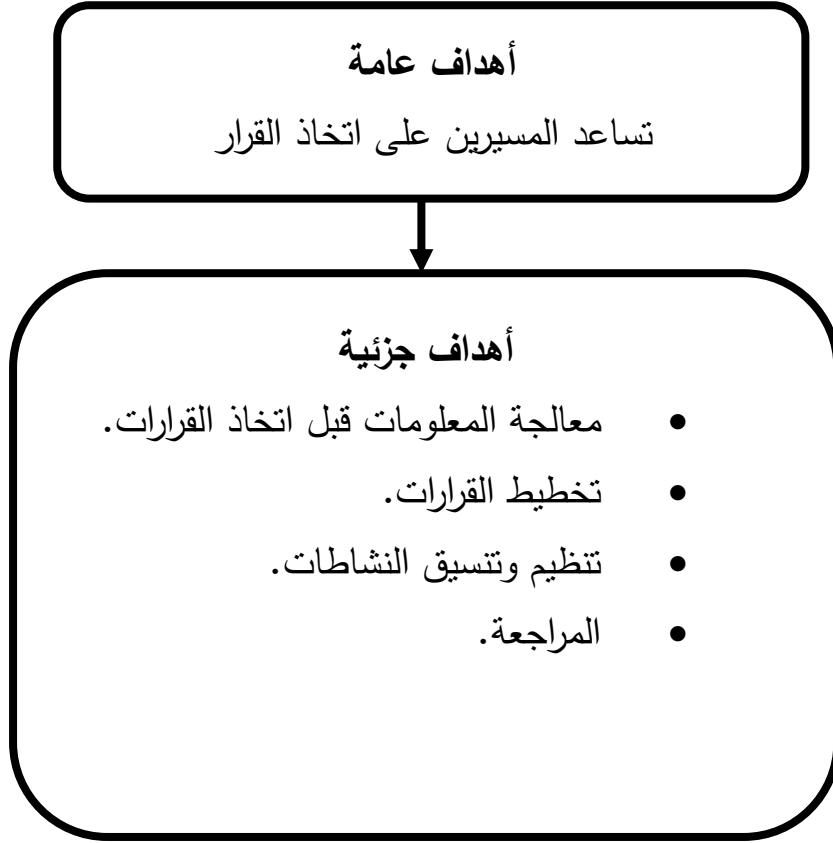 أهداف عامة
تساعد المسيرين على اتخاذ القرار
أهداف جزئية
• معالجة المعلومات قبل اتخاذ القرارات.
• تخطيط القرارات.
• تنظيم وتنسيق النشاطات.
• المراجعة.